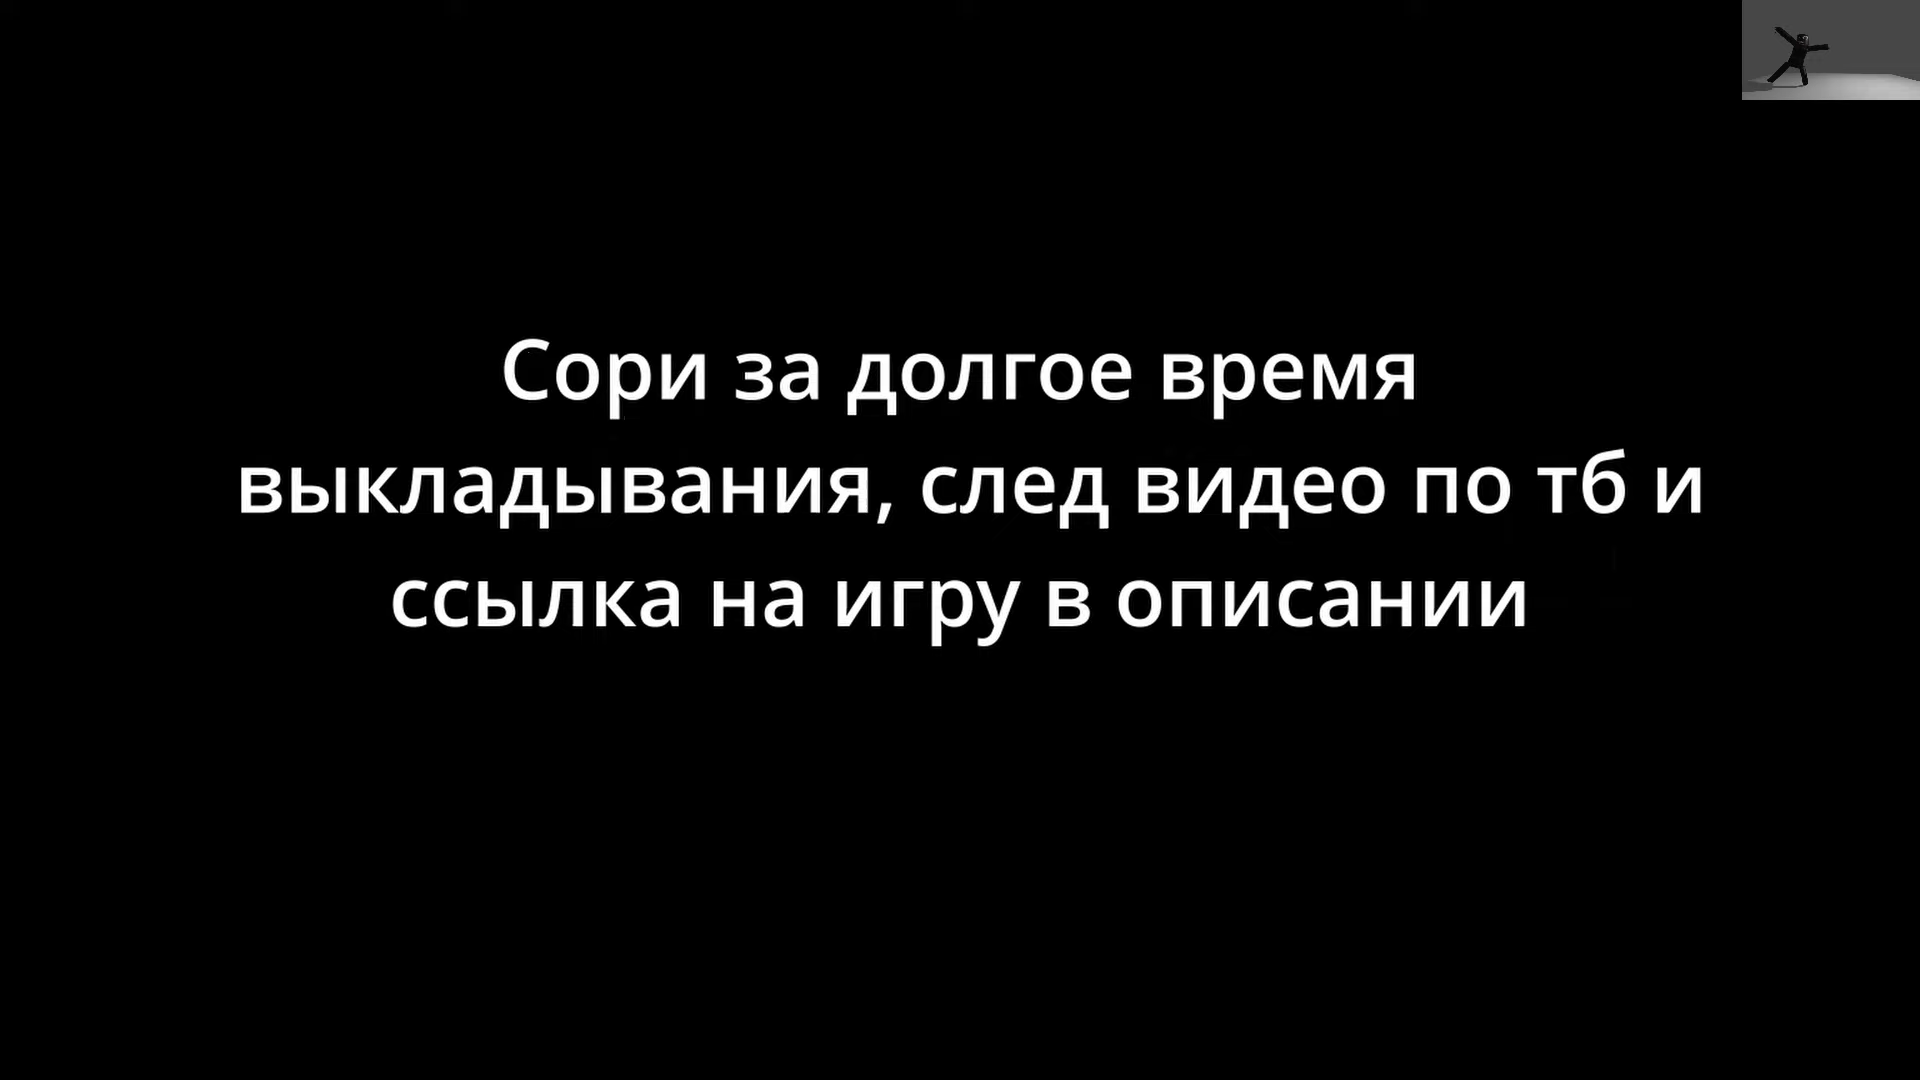 Сори за долгое время
выкладывания, след видео по тб и
ссылка на игру в описании